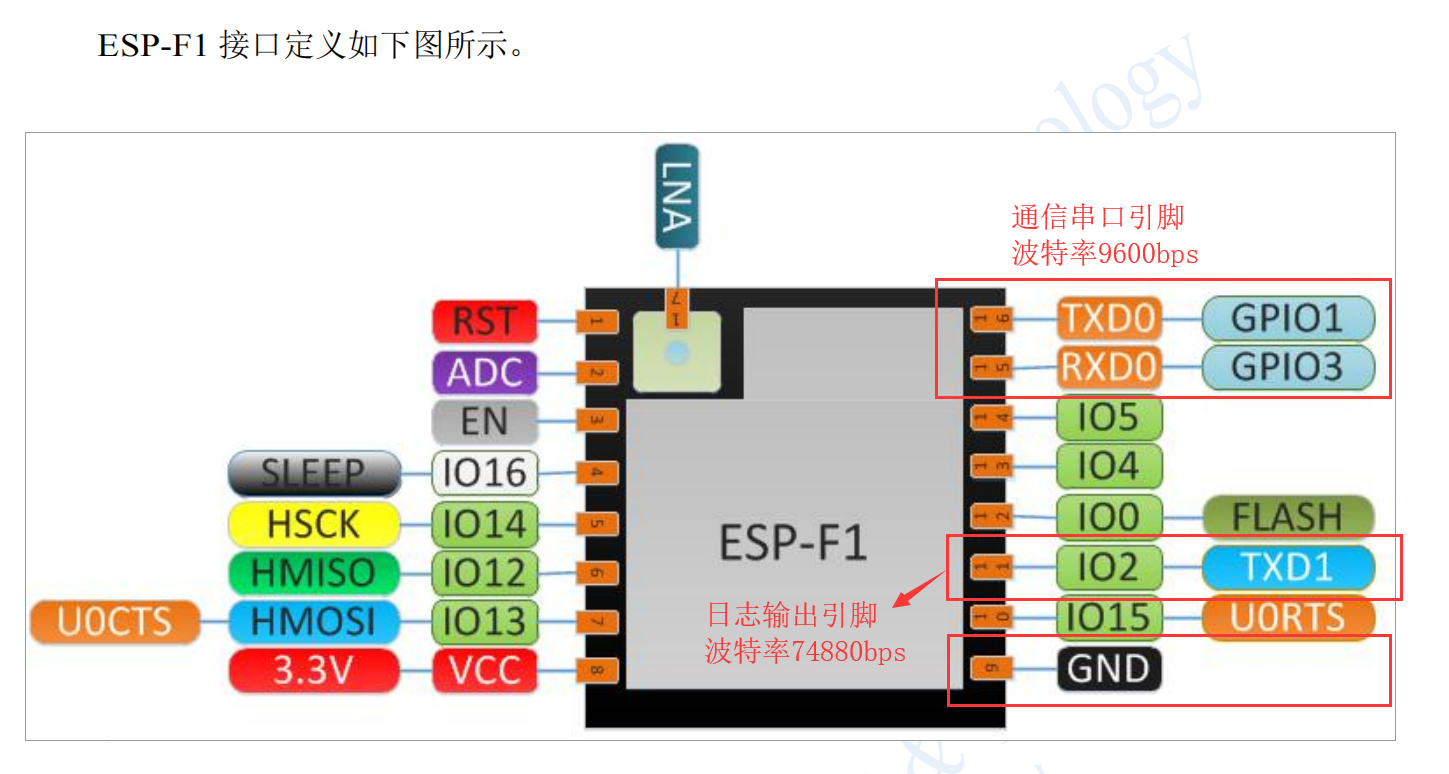 ESP-F1 接口定义如下图所示。
ology
LNA
通信串口引脚
波特率9600bps
17
RST 1 16 TXD0 GPIO1
ADC 2 15 RXD0 GPIO3
EN 3 14 IO5
SLEEP IO16 4 13 IO4
HSCK IO14 5 12 IO0 FLASH
ESP-F1
HMISO IO12 6 11 IO2 TXD1
日志输出引脚
波特率74880bps
U0CTS HMOSI IO13 7 10 IO15 U0RTS
3.3V VCC 8 9 GND
&